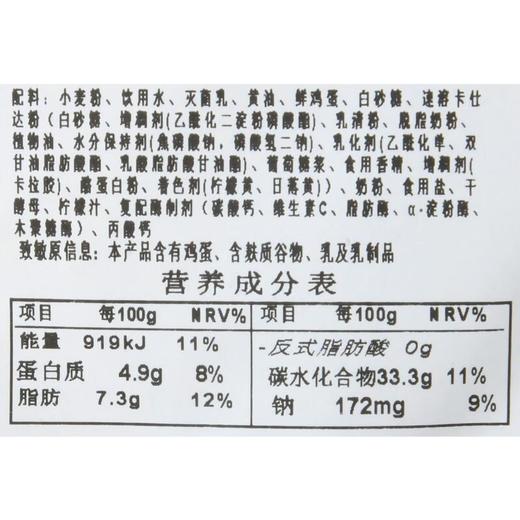 配料：小麦粉、饮用水、灭菌乳、黄油、鲜鸡蛋、白砂糖、速溶卡仕
达粉（白砂糖、增稠剂(乙酰化二淀粉磷酸酯)、乳清粉、脱脂奶粉、
植物油、水分保持剂(焦磷酸钠,磷酸氢二钠)、乳化剂(乙酰化单、双
甘油脂肪酸酯、乳酸脂肪酸甘油酯)、葡萄糖浆、食用香精、增稠剂(
卡拉胶)、酪蛋白粉、着色剂(柠檬黄、日落黄)）、奶粉、食用盐、干
酵母、柠檬汁、复配酶制剂（碳酸钙、维生素C、脂肪酶、α-淀粉酶、
木聚糖酶）、丙酸钙
致敏原信息：本产品含有鸡蛋、含麸质谷物、乳及乳制品
营养成分表
项目 每100g NRV% 项目 每100g NRV%
能量 919kJ 11% -反式脂肪酸 0g
蛋白质 4.9g 8% 碳水化合物33.3g 11%
脂肪 7.3g 12% 钠 172mg 9%